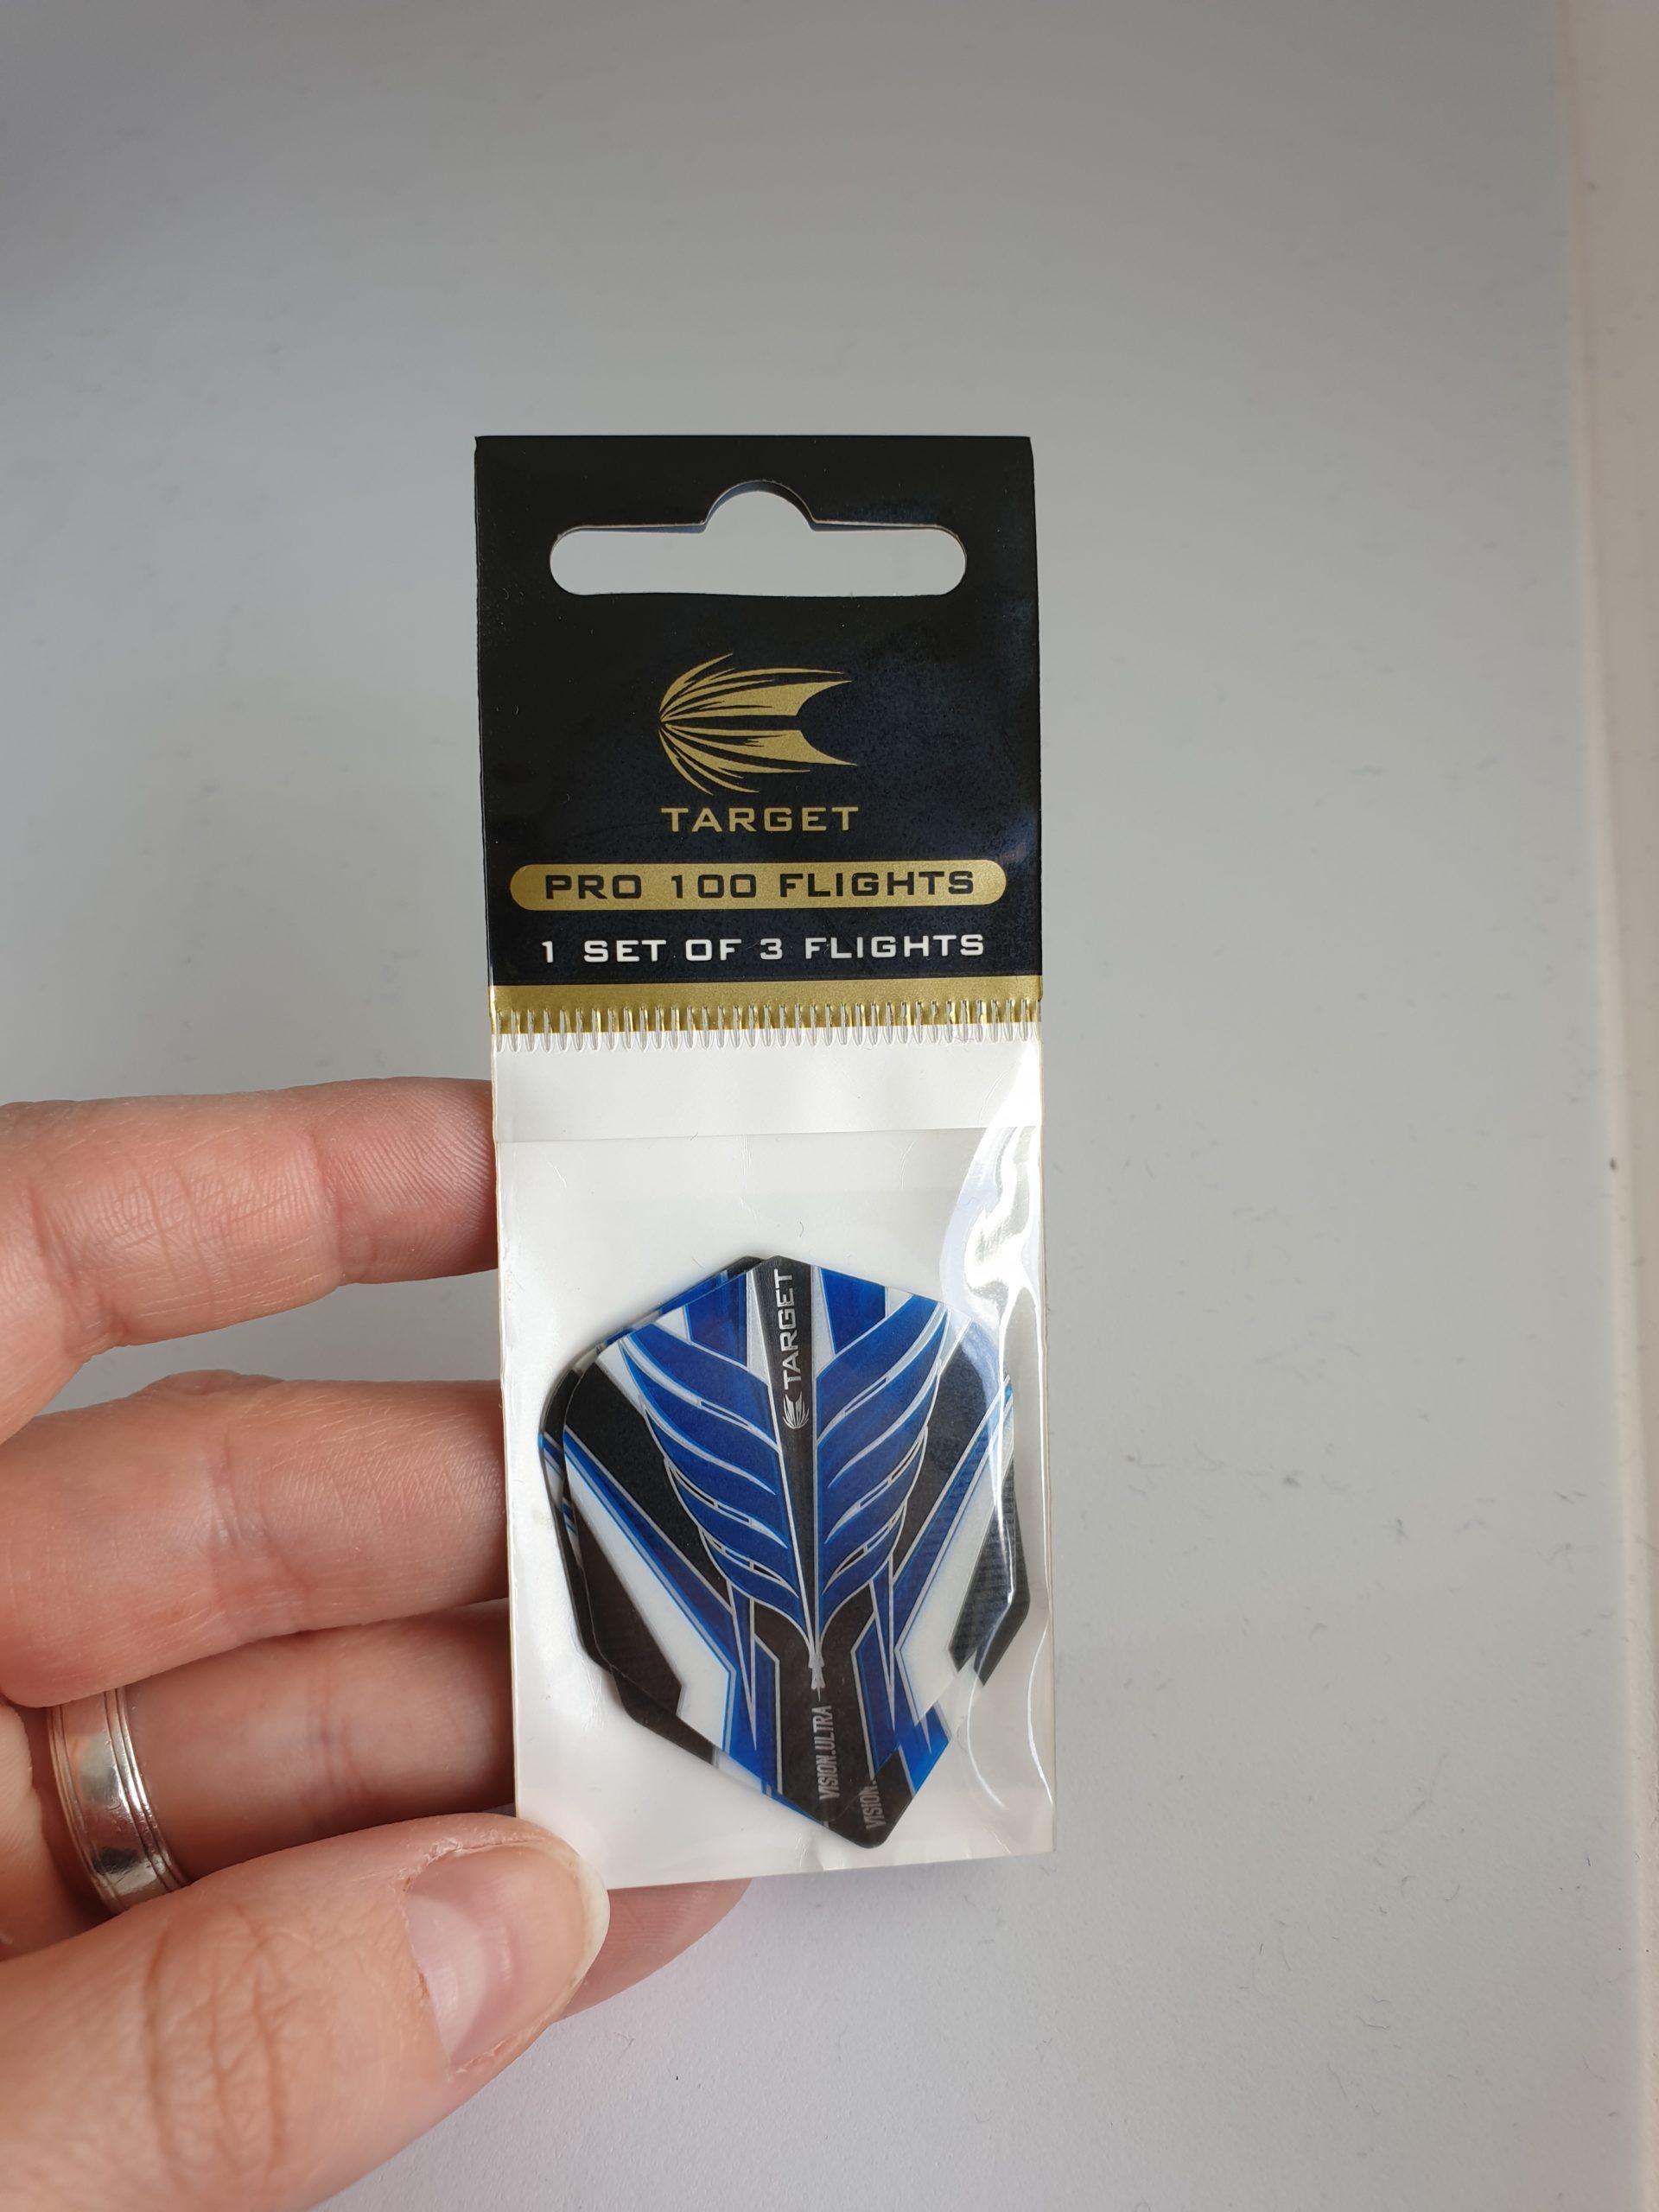 TARGET
PRO 100 FLIGHTS
1 SET OF 3 FLIGHTS
TARGET
VISION.ULTRA
VISION.